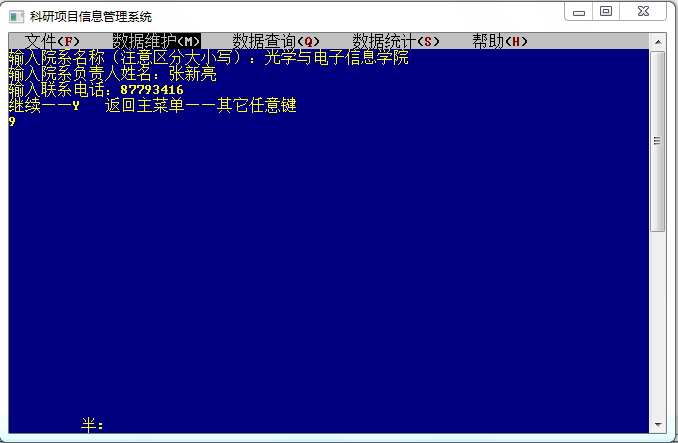 科研项目信息管理系统
文件(F) 数据维护(M) 数据查询(Q) 数据统计(S) 帮助(H)
输入院系名称（注意区分大小写）：光学与电子信息学院
输入院系负责人姓名：张新亮
输入联系电话：87793416
继续——Y 返回主菜单——其它任意键
9
半：